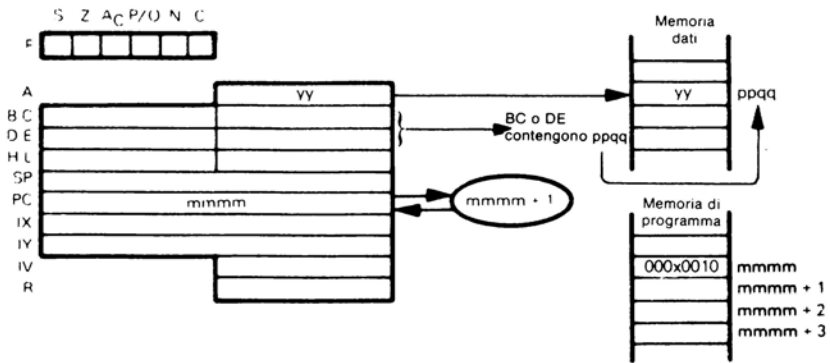 S Z A_C P/O N C
F
A yy
B C
D E
H L
SP
PC mmmm
IX
IY
IV
R
BC o DE
contengono ppqq
mmmm + 1
Memoria
dati
yy ppqq
Memoria di
programma
000x0010 mmmm
mmmm + 1
mmmm + 2
mmmm + 3